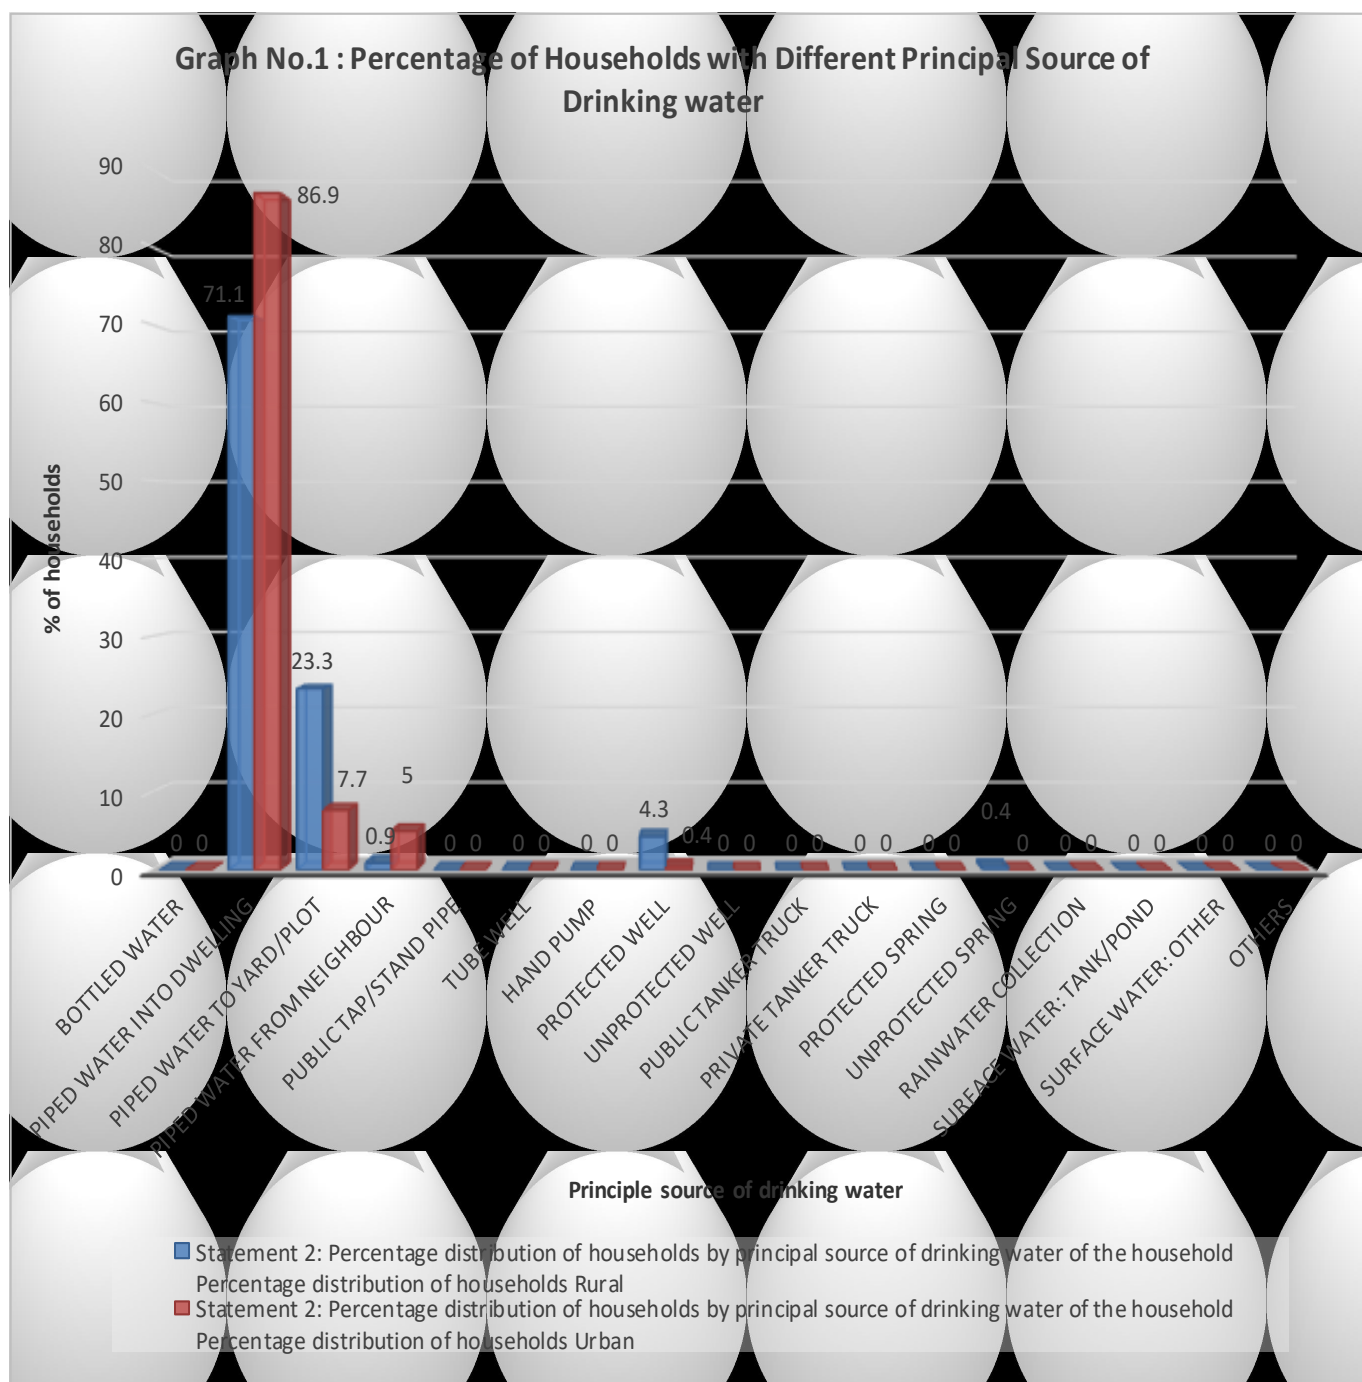 Graph No.1 : Percentage of Households with Different Principal Source of
Drinking water
90
80
70
60
50
40
30
20
10
0
% of households
86.9
71.1
23.3
7.7
5
0.9
4.3
0.4
0.4
0 0
0 0
0 0
0 0
0 0
0 0
0 0
0 0
0
0 0
0 0
0 0
0 0
BOTTLED WATER
PIPED WATER INTO DWELLING
PIPED WATER TO YARD/PLOT
PIPED WATER FROM NEIGHBOUR
PUBLIC TAP/STAND PIPE
TUBE WELL
HAND PUMP
PROTECTED WELL
UNPROTECTED WELL
PUBLIC TANKER TRUCK
PRIVATE TANKER TRUCK
PROTECTED SPRING
UNPROTECTED SPRING
RAINWATER COLLECTION
SURFACE WATER: TANK/POND
SURFACE WATER: OTHER
OTHERS
Principle source of drinking water
Statement 2: Percentage distribution of households by principal source of drinking water of the household
Percentage distribution of households Rural
Statement 2: Percentage distribution of households by principal source of drinking water of the household
Percentage distribution of households Urban